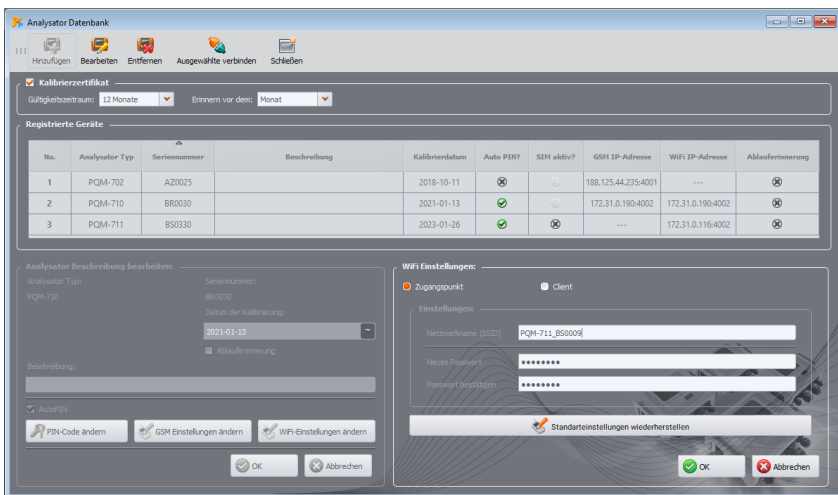 Analysator Datenbank
Hinzufügen Bearbeiten Entfernen Ausgewählte verbinden Schließen
Kalibrierzertifikat
Gültigkeitszeitraum: 12 Monate Erinnern vor dem: Monat
Registrierte Geräte
No. Analysator Typ Seriennummer Beschreibung Kalibrierdatum Auto PIN? SIM aktiv? GSM IP-Adresse WiFi IP-Adresse Ablauferinnerung
1 PQM-702 AZ0025 2018-10-11 188.125.44.235:4001 ---
2 PQM-710 BR0030 2021-01-13 172.31.0.190:4002 172.31.0.190:4002
3 PQM-711 BS0330 2023-01-26 --- 172.31.0.116:4002
Analysator Beschreibung bearbeiten:
Analysator Typ: Seriennummer:
PQM-710 BR0030
Datum der Kalibrierung:
2021-01-13
Ablauferinnerung
Beschreibung:
AutoPIN
PIN-Code ändern GSM Einstellungen ändern WiFi-Einstellungen ändern
OK Abbrechen
WiFi Einstellungen:
Zugangspunkt Client
Einstellungen:
Netzwerkname (SSID) PQM-711_BS0009
Neues Passwort ●●●●●●●●
Passwort bestätigen ●●●●●●●●
Standarteinstellungen wiederherstellen
OK Abbrechen